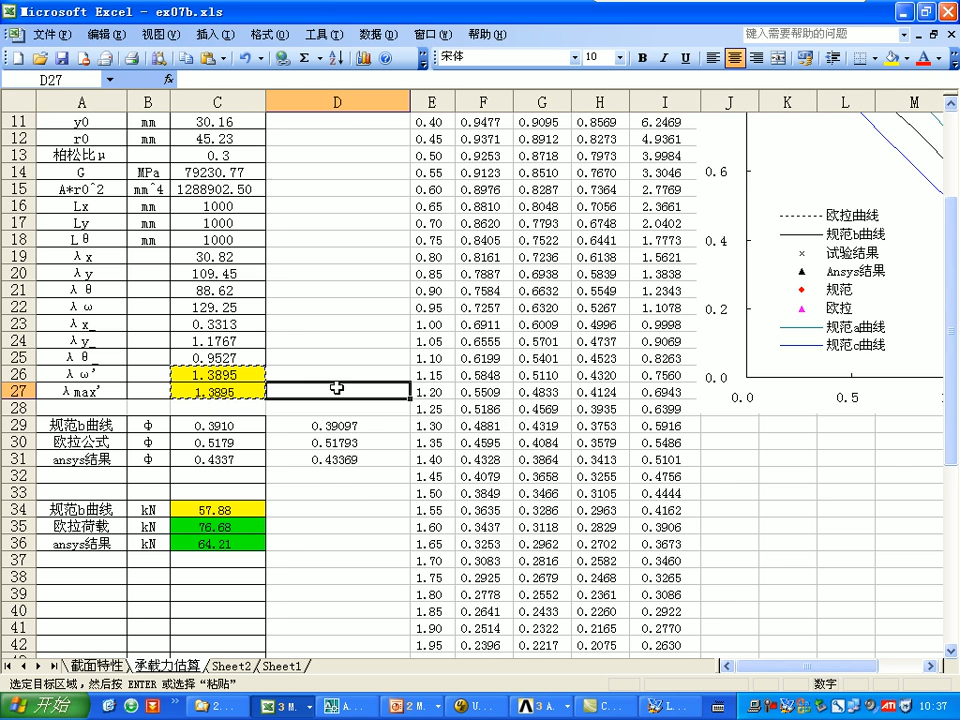 Microsoft Excel - ex07b.xls
文件(F) 编辑(E) 视图(V) 插入(I) 格式(O) 工具(T) 数据(D) 窗口(W) 帮助(H) 键入需要帮助的问题
宋体 10 B I U A
D27 fx
A B C D E F G H I J K L M
11 y0 mm 30.16 0.40 0.9477 0.9095 0.8569 6.2469
12 r0 mm 45.23 0.45 0.9371 0.8912 0.8273 4.9361
13 柏松比μ 0.3 0.50 0.9253 0.8718 0.7973 3.9984
14 G MPa 79230.77 0.55 0.9123 0.8510 0.7670 3.3046
15 A*r0^2 mm^4 1288902.50 0.60 0.8976 0.8287 0.7364 2.7769
16 Lx mm 1000 0.65 0.8810 0.8048 0.7056 2.3661
17 Ly mm 1000 0.70 0.8620 0.7793 0.6748 2.0402
18 Lθ mm 1000 0.75 0.8405 0.7522 0.6441 1.7773
19 λx 30.82 0.80 0.8161 0.7236 0.6138 1.5621
20 λy 109.45 0.85 0.7887 0.6938 0.5839 1.3838
21 λθ 88.62 0.90 0.7584 0.6632 0.5549 1.2343
22 λω 129.25 0.95 0.7257 0.6320 0.5267 1.1078
23 λx_ 0.3313 1.00 0.6911 0.6009 0.4996 0.9998
24 λy_ 1.1767 1.05 0.6555 0.5701 0.4737 0.9069
25 λθ_ 0.9527 1.10 0.6199 0.5401 0.4523 0.8263
26 λω' 1.3895 1.15 0.5848 0.5110 0.4320 0.7560
27 λmax' 1.3895 1.20 0.5509 0.4833 0.4124 0.6943
28 1.25 0.5186 0.4569 0.3935 0.6399
29 规范b曲线 Φ 0.3910 0.39097 1.30 0.4881 0.4319 0.3753 0.5916
30 欧拉公式 Φ 0.5179 0.51793 1.35 0.4595 0.4084 0.3579 0.5486
31 ansys结果 Φ 0.4337 0.43369 1.40 0.4328 0.3864 0.3413 0.5101
32 1.45 0.4079 0.3658 0.3255 0.4756
33 1.50 0.3849 0.3466 0.3105 0.4444
34 规范b曲线 kN 57.88 1.55 0.3635 0.3286 0.2963 0.4162
35 欧拉荷载 kN 76.68 1.60 0.3437 0.3118 0.2829 0.3906
36 ansys结果 kN 64.21 1.65 0.3253 0.2962 0.2702 0.3673
37 1.70 0.3083 0.2816 0.2582 0.3460
38 1.75 0.2925 0.2679 0.2468 0.3265
39 1.80 0.2778 0.2552 0.2361 0.3086
40 1.85 0.2641 0.2433 0.2260 0.2922
41 1.90 0.2514 0.2322 0.2165 0.2770
42 1.95 0.2396 0.2217 0.2075 0.2630
0.6
0.4
0.2
0.0
0.0 0.5
欧拉曲线
规范b曲线
试验结果
Ansys结果
规范
欧拉
规范a曲线
规范c曲线
截面特性 承载力估算 Sheet2 Sheet1
选定目标区域，然后按 ENTER 或选择“粘贴” 数字
开始 2... 3 M. A... 2 M. U... 3 A. C... L... 10:37